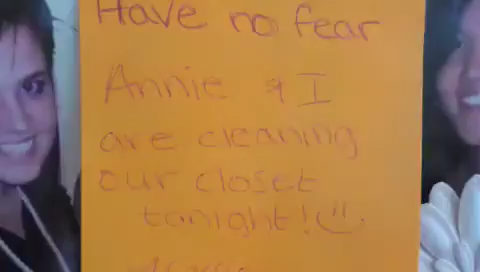 Have no fear
Annie & I
are cleaning
our closet
tonight!